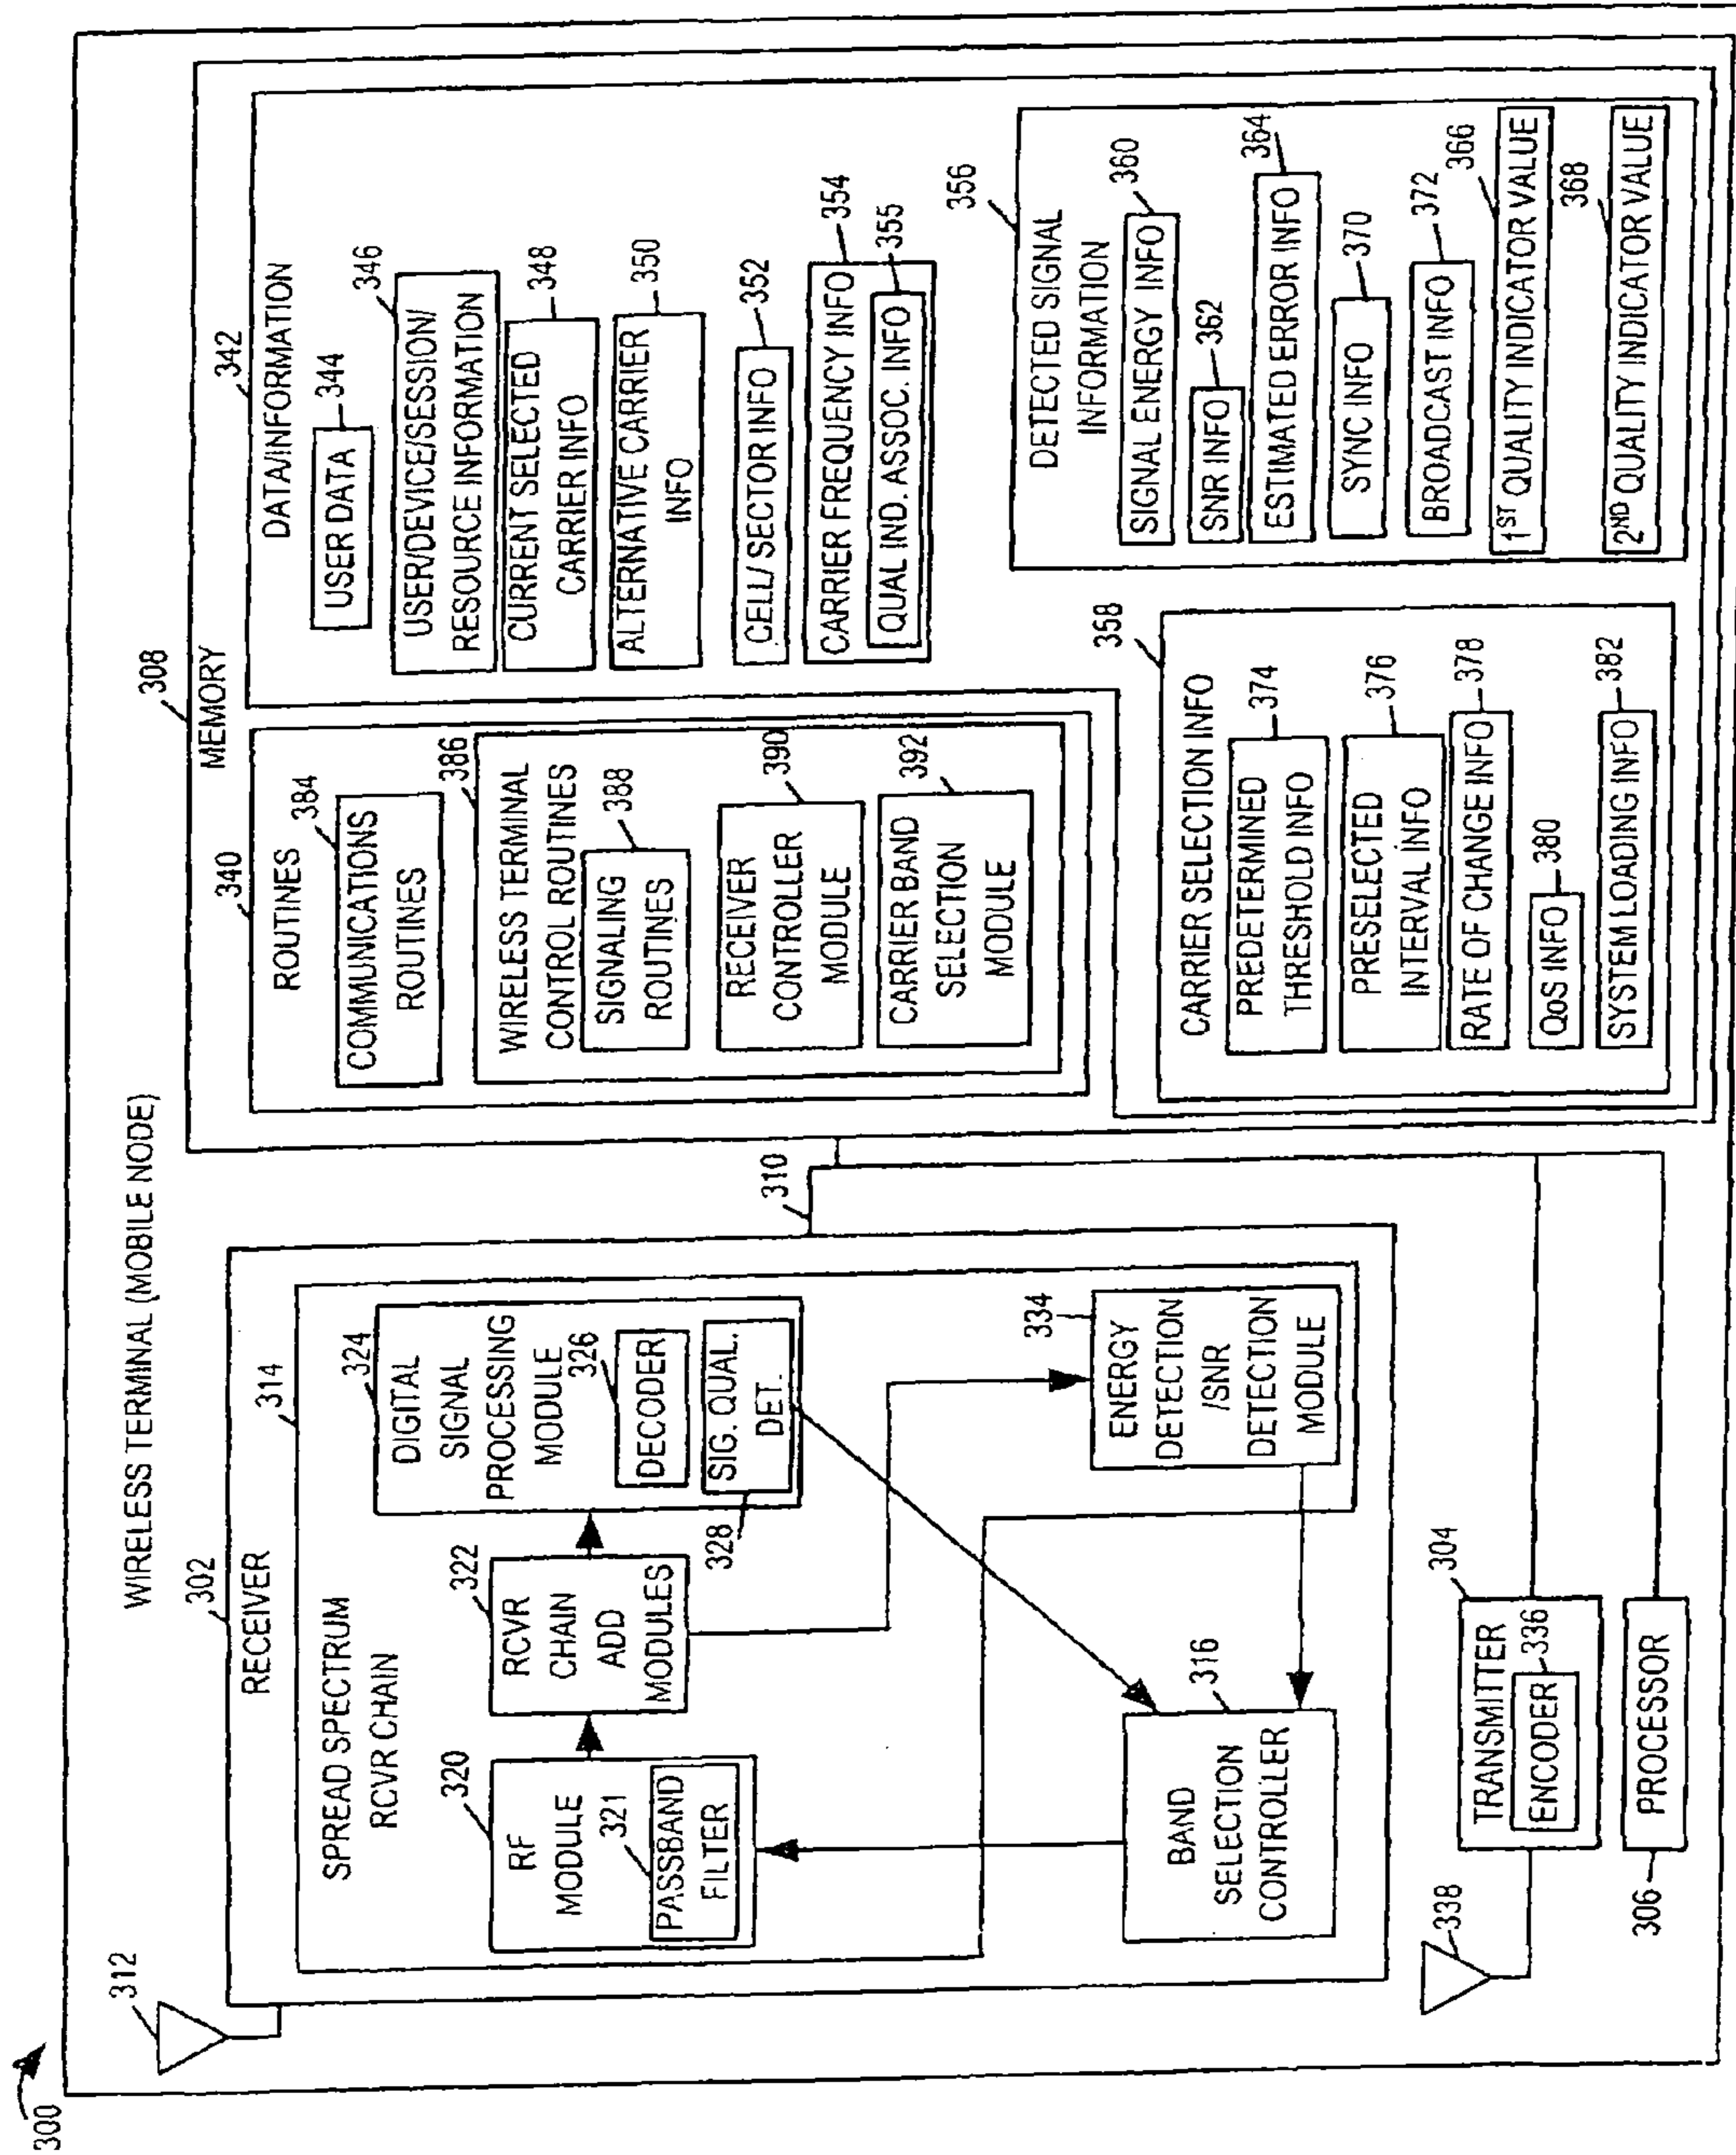 300
WIRELESS TERMINAL (MOBILE NODE)
312
302
RECEIVER
314
SPREAD SPECTRUM
RCVR CHAIN
320
RF
MODULE
321
PASSBAND
FILTER
322
RCVR
CHAIN
ADD
MODULES
324
DIGITAL
SIGNAL
PROCESSING
MODULE
326
DECODER
SIG. QUAL.
DET.
328
334
ENERGY
DETECTION
/SNR
DETECTION
MODULE
316
BAND
SELECTION
CONTROLLER
310
338
304
TRANSMITTER
336
ENCODER
306
PROCESSOR
308
MEMORY
340
ROUTINES
384
COMMUNICATIONS
ROUTINES
386
WIRELESS TERMINAL
CONTROL ROUTINES
388
SIGNALING
ROUTINES
390
RECEIVER
CONTROLLER
MODULE
392
CARRIER BAND
SELECTION
MODULE
342
DATA/INFORMATION
344
USER DATA
346
USER/DEVICE/SESSION/
RESOURCE INFORMATION
348
CURRENT SELECTED
CARRIER INFO
350
ALTERNATIVE CARRIER
INFO
352
CELL/SECTOR INFO
354
CARRIER FREQUENCY INFO
355
QUAL IND. ASSOC. INFO
358
CARRIER SELECTION INFO
374
PREDETERMINED
THRESHOLD INFO
376
PRESELECTED
INTERVAL INFO
378
RATE OF CHANGE INFO
380
QoS INFO
382
SYSTEM LOADING INFO
356
DETECTED SIGNAL
INFORMATION
360
SIGNAL ENERGY INFO
362
SNR INFO
364
ESTIMATED ERROR INFO
370
SYNC INFO
372
BROADCAST INFO
366
1ST QUALITY INDICATOR VALUE
368
2ND QUALITY INDICATOR VALUE